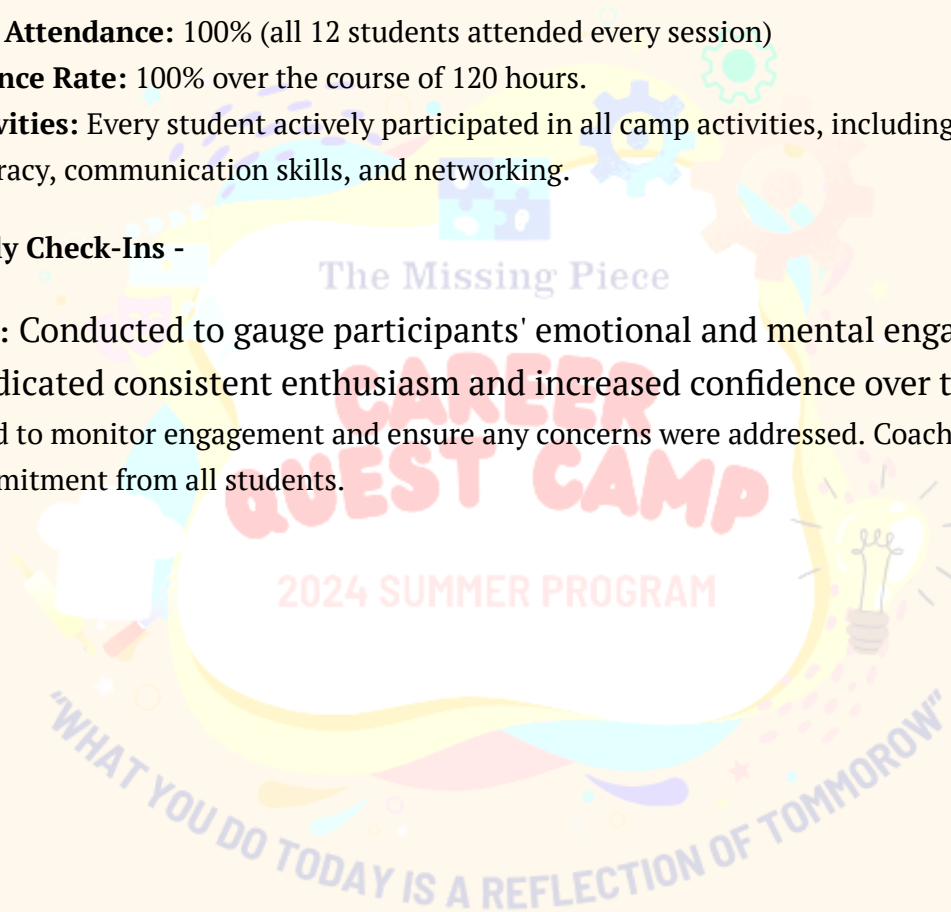 Attendance: 100% (all 12 students attended every session)
nce Rate: 100% over the course of 120 hours.
vities: Every student actively participated in all camp activities, including
racy, communication skills, and networking.
ly Check-Ins -
The Missing Piece
: Conducted to gauge participants' emotional and mental enga
dicated consistent enthusiasm and increased confidence over t
CAREER
d to monitor engagement and ensure any concerns were addressed. Coach
mitment from all students.
QUEST CAMP
2024 SUMMER PROGRAM
"WHAT YOU DO TODAY IS A REFLECTION OF TOMMOROW"